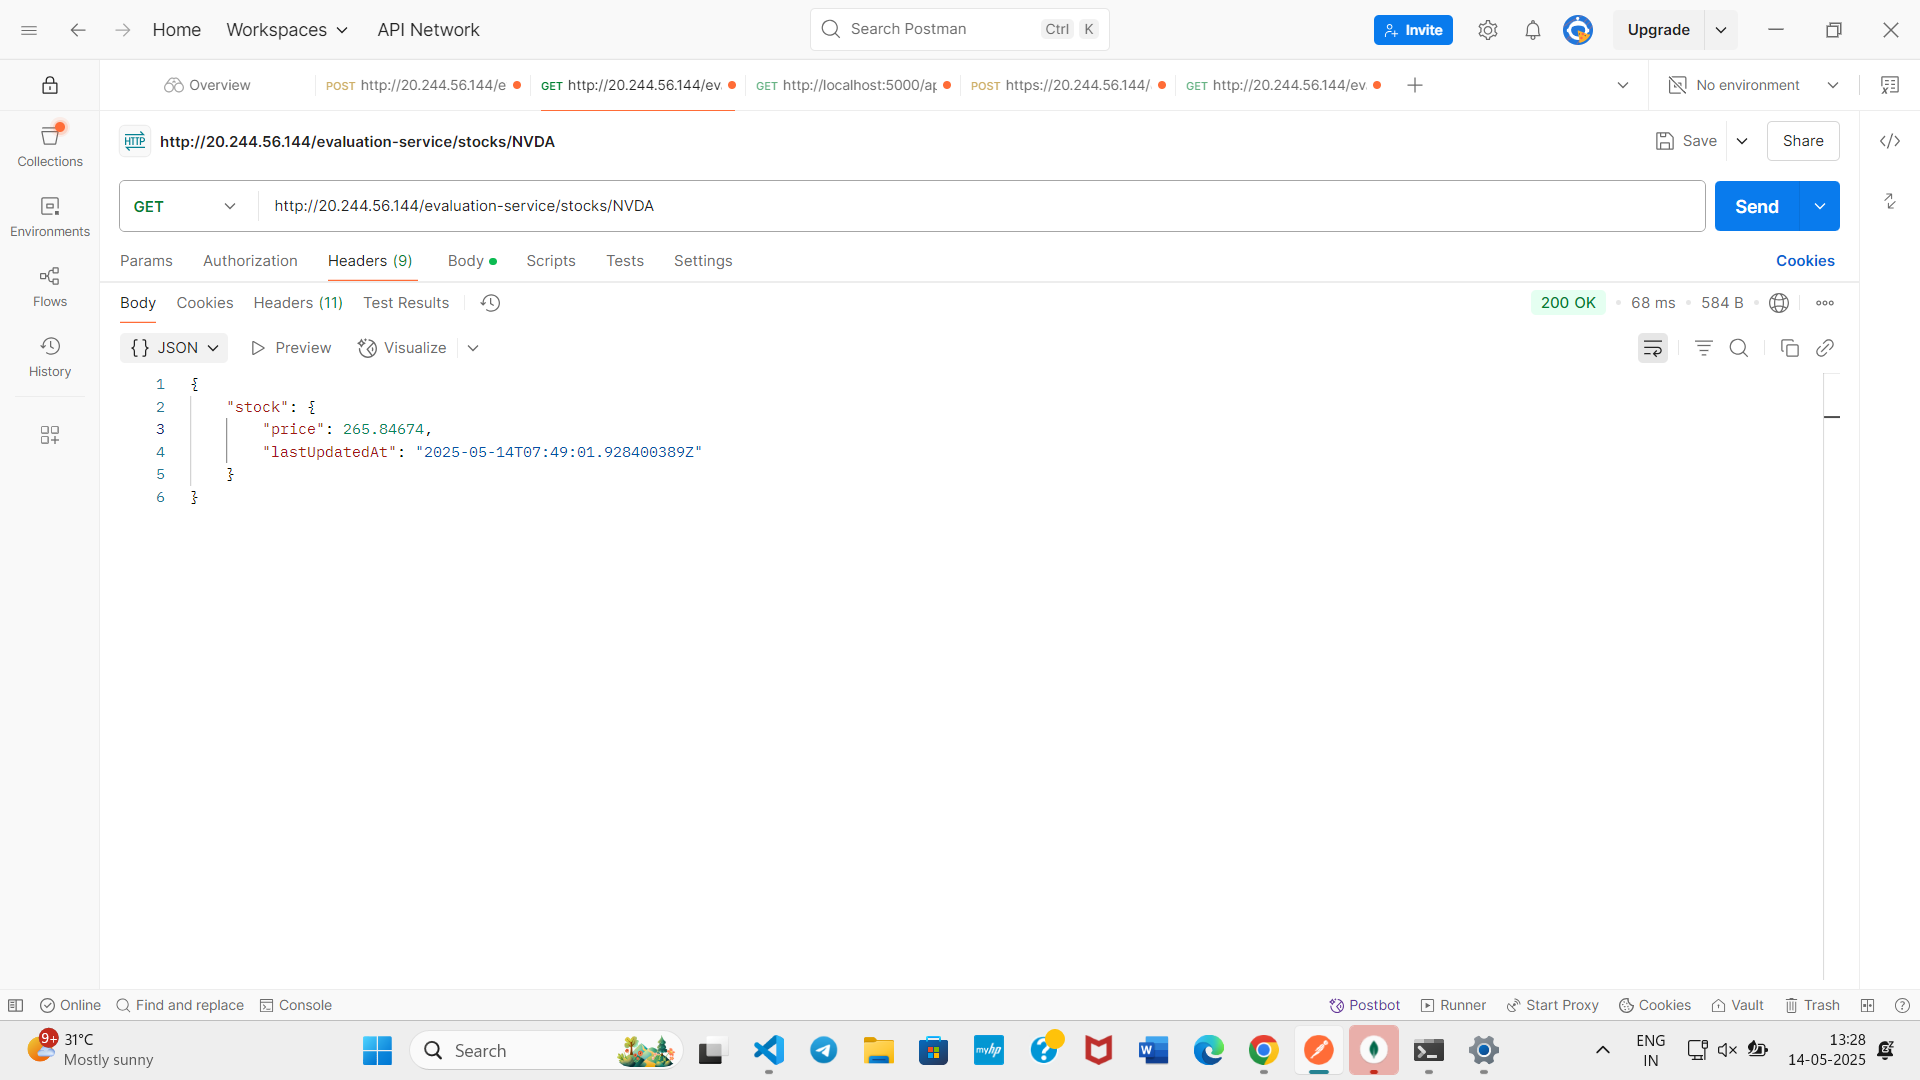 Home
Workspaces
API Network
Search Postman
Ctrl K
Invite
Upgrade
Overview
POST http://20.244.56.144/e
GET http://20.244.56.144/ev.
GET http://localhost:5000/ap
POST https://20.244.56.144/
GET http://20.244.56.144/ev.
No environment
Collections
Environments
Flows
History
HTTP
http://20.244.56.144/evaluation-service/stocks/NVDA
Save
Share
GET
http://20.244.56.144/evaluation-service/stocks/NVDA
Send
Params
Authorization
Headers (9)
Body
Scripts
Tests
Settings
Cookies
Body
Cookies
Headers (11)
Test Results
200 OK
68 ms
584 B
{} JSON
Preview
Visualize
1 {
2 "stock": {
3 "price": 265.84674,
4 "lastUpdatedAt": "2025-05-14T07:49:01.928400389Z"
5 }
6 }
Online
Find and replace
Console
Postbot
Runner
Start Proxy
Cookies
Vault
Trash
9+
31°C
Mostly sunny
Search
myhp
ENG
IN
13:28
14-05-2025